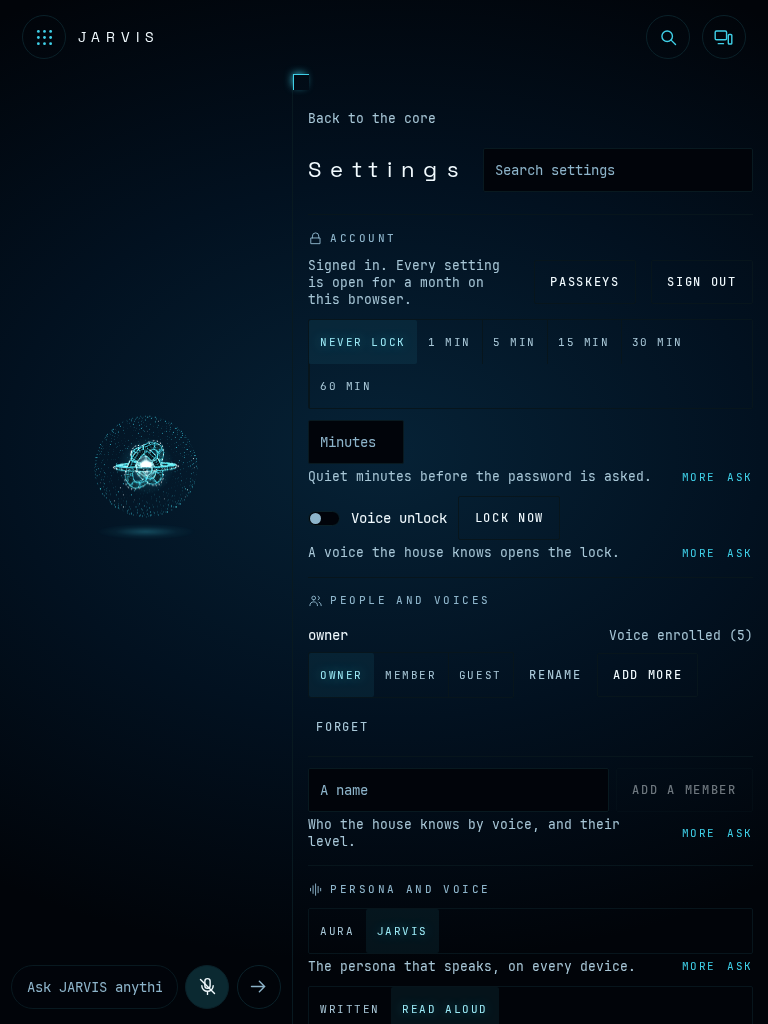 JARVIS
Back to the core
Settings
Search settings
ACCOUNT
Signed in. Every setting
is open for a month on
this browser.
PASSKEYS
SIGN OUT
NEVER LOCK
1 MIN
5 MIN
15 MIN
30 MIN
60 MIN
Minutes
Quiet minutes before the password is asked.
MORE ASK
Voice unlock
LOCK NOW
A voice the house knows opens the lock.
MORE ASK
PEOPLE AND VOICES
owner
Voice enrolled (5)
OWNER
MEMBER
GUEST
RENAME
ADD MORE
FORGET
A name
ADD A MEMBER
Who the house knows by voice, and their
level.
MORE ASK
PERSONA AND VOICE
AURA
JARVIS
The persona that speaks, on every device.
MORE ASK
WRITTEN
READ ALOUD
Ask JARVIS anythi